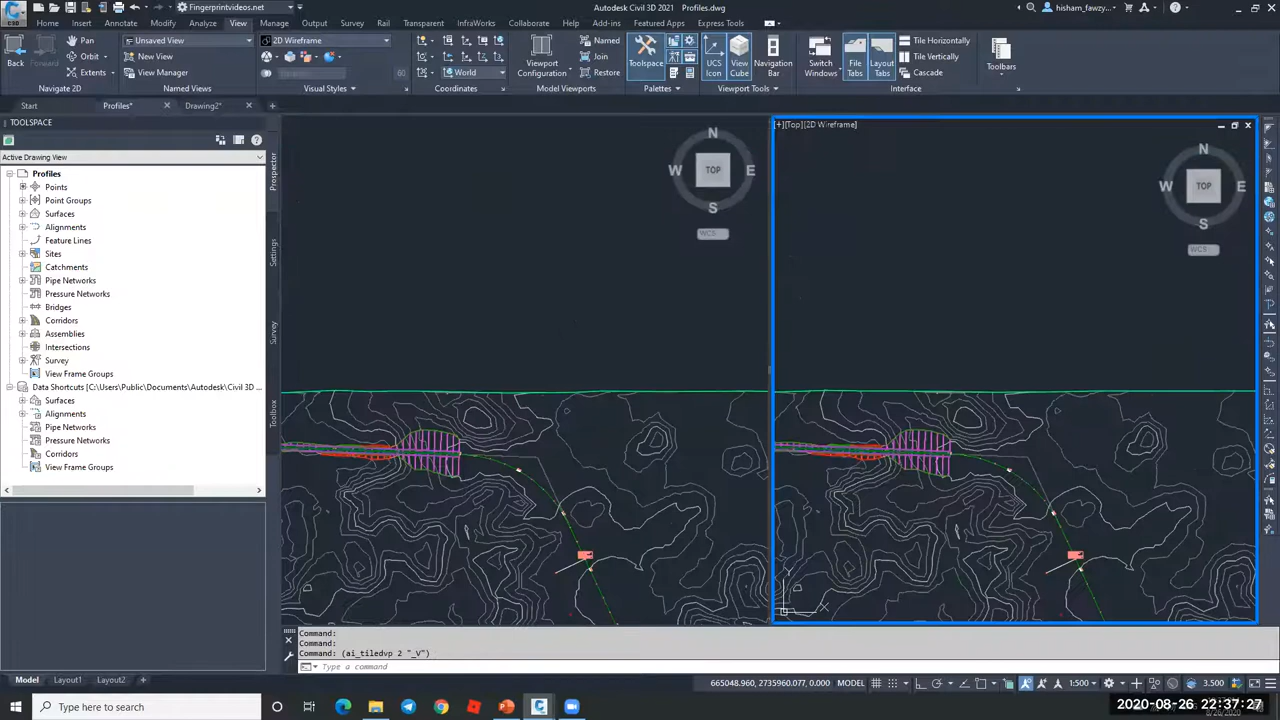 C3D
Fingerprintvideos.net
Autodesk Civil 3D 2021 Profiles.dwg
hisham_fawzy...
Home Insert Annotate Modify Analyze View Manage Output Survey Rail Transparent InfraWorks Collaborate Help Add-ins Featured Apps Express Tools
Back Forward
Pan
Orbit
Extents
Navigate 2D
Unsaved View
New View
View Manager
Named Views
2D Wireframe
60
Visual Styles
World
Coordinates
Viewport Configuration
Named
Join
Restore
Model Viewports
Toolspace
Palettes
UCS Icon
View Cube
Navigation Bar
Viewport Tools
Switch Windows
File Tabs
Layout Tabs
Tile Horizontally
Tile Vertically
Cascade
Interface
Toolbars
Start Profiles* Drawing2*
TOOLSPACE
Active Drawing View
Profiles
Points
Point Groups
Surfaces
Alignments
Feature Lines
Sites
Catchments
Pipe Networks
Pressure Networks
Bridges
Corridors
Assemblies
Intersections
Survey
View Frame Groups
Data Shortcuts [C:\Users\Public\Documents\Autodesk\Civil 3D ...
Surfaces
Alignments
Pipe Networks
Pressure Networks
Corridors
View Frame Groups
Prospector
Settings
Survey
Toolbox
N
W TOP E
S
WCS
[+][Top][2D Wireframe]
N
W TOP E
S
WCS
Y
X
Command:
Command:
Command: (ai_tiledvp 2 "_V")
Type a command
Model Layout1 Layout2
665048.960, 2735960.077, 0.000 MODEL 1:500 3.500
Type here to search
2020-08-26 22:37:27